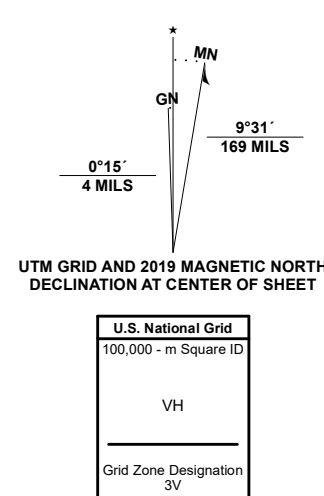 ★
MN
GN
9°31´
169 MILS
0°15´
4 MILS
UTM GRID AND 2019 MAGNETIC NORTH
DECLINATION AT CENTER OF SHEET
U.S. National Grid
100,000 - m Square ID
VH
Grid Zone Designation
3V